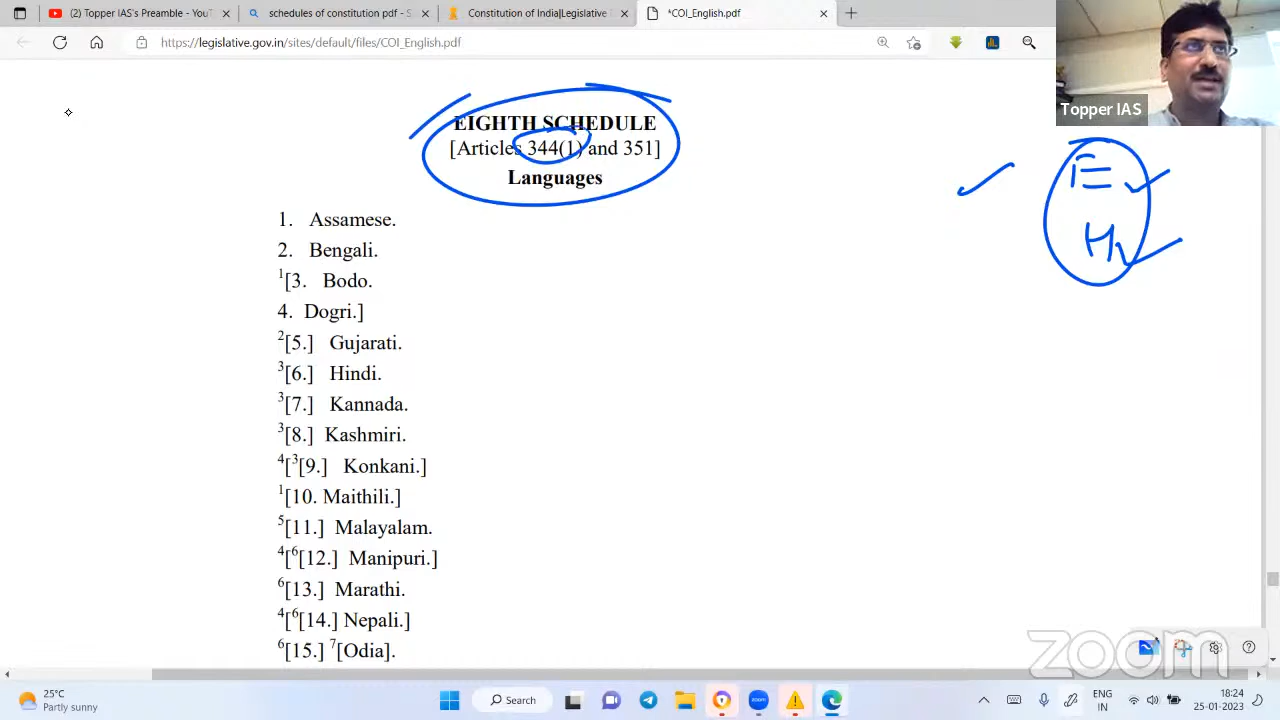 (2) Topper IAS's Preamble - YouT
schedules of constitution pdf - S
Constitution of India|Legislative D
*COI_English.pdf
https://legislative.gov.in/sites/default/files/COI_English.pdf
Topper IAS
EIGHTH SCHEDULE
[Articles 344(1) and 351]
Languages
E
H
1. Assamese.
2. Bengali.
1[3. Bodo.
4. Dogri.]
2[5.] Gujarati.
3[6.] Hindi.
3[7.] Kannada.
3[8.] Kashmiri.
4[3[9.] Konkani.]
1[10. Maithili.]
5[11.] Malayalam.
4[6[12.] Manipuri.]
6[13.] Marathi.
4[6[14.] Nepali.]
6[15.] 7[Odia].
zoom
25°C
Partly sunny
Search
zoom
ENG
IN
18:24
25-01-2023